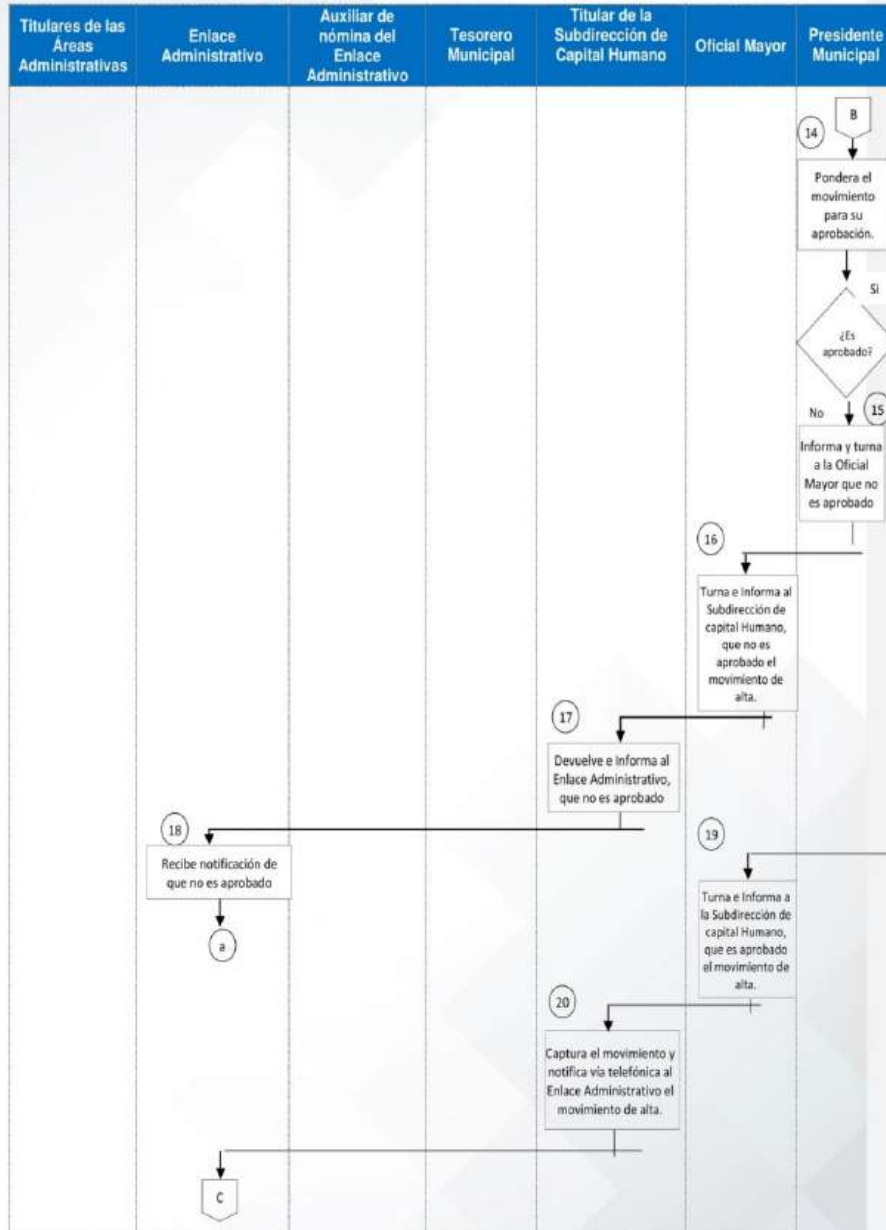 Titulares de las
Áreas
Administrativas
Enlace
Administrativo
Auxiliar de
nómina del
Enlace
Administrativo
Tesorero
Municipal
Titular de la
Subdirección de
Capital Humano
Oficial Mayor
Presidente
Municipal
B
14
Pondera el
movimiento
para su
aprobación.
Si
¿Es
aprobado?
No
15
Informa y turna
a la Oficial
Mayor que no
es aprobado
16
Turna e Informa al
Subdirección de
capital Humano,
que no es
aprobado el
movimiento de
alta.
17
Devuelve e Informa al
Enlace Administrativo,
que no es aprobado
18
Recibe notificación de
que no es aprobado
a
19
Turna e Informa a
la Subdirección de
capital Humano,
que es aprobado
el movimiento de
alta.
20
Captura el movimiento y
notifica vía telefónica al
Enlace Administrativo el
movimiento de alta.
C